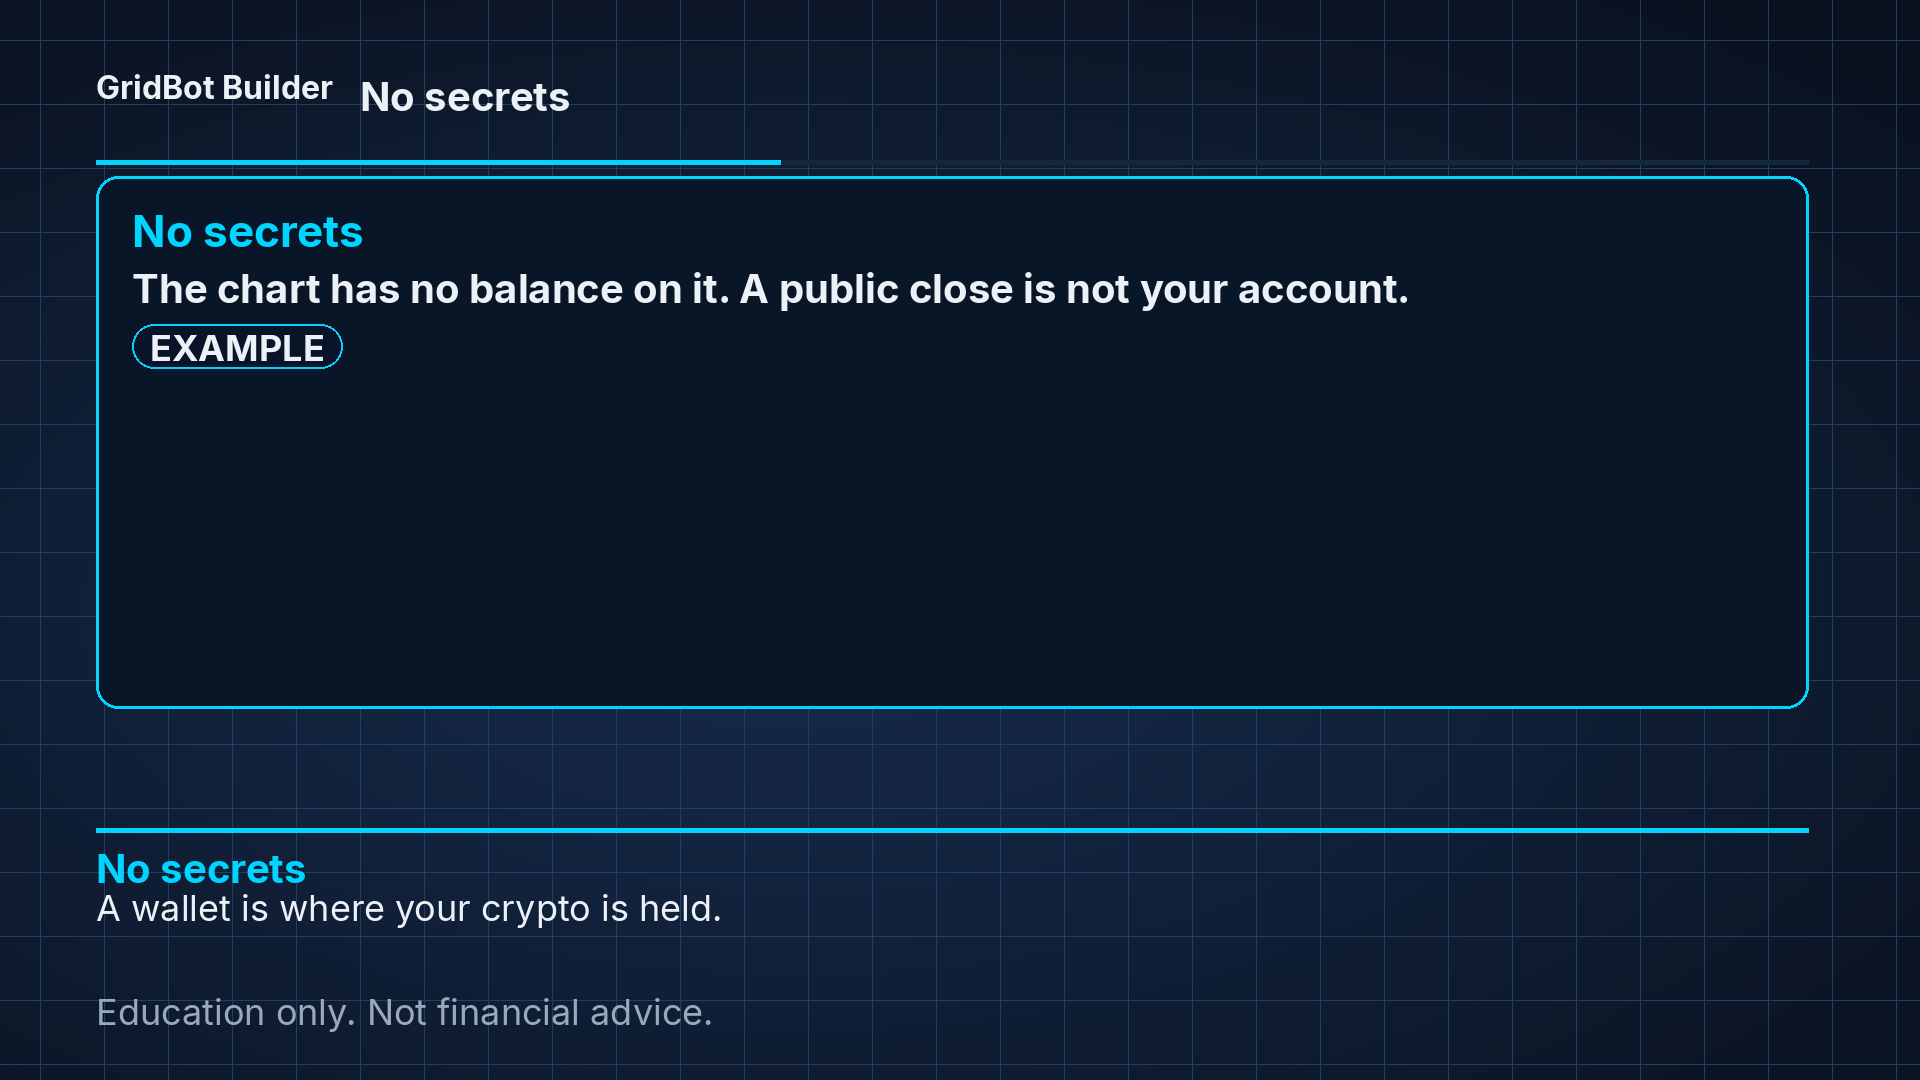 GridBot Builder
No secrets
No secrets
The chart has no balance on it. A public close is not your account.
EXAMPLE
No secrets
A wallet is where your crypto is held.
Education only. Not financial advice.